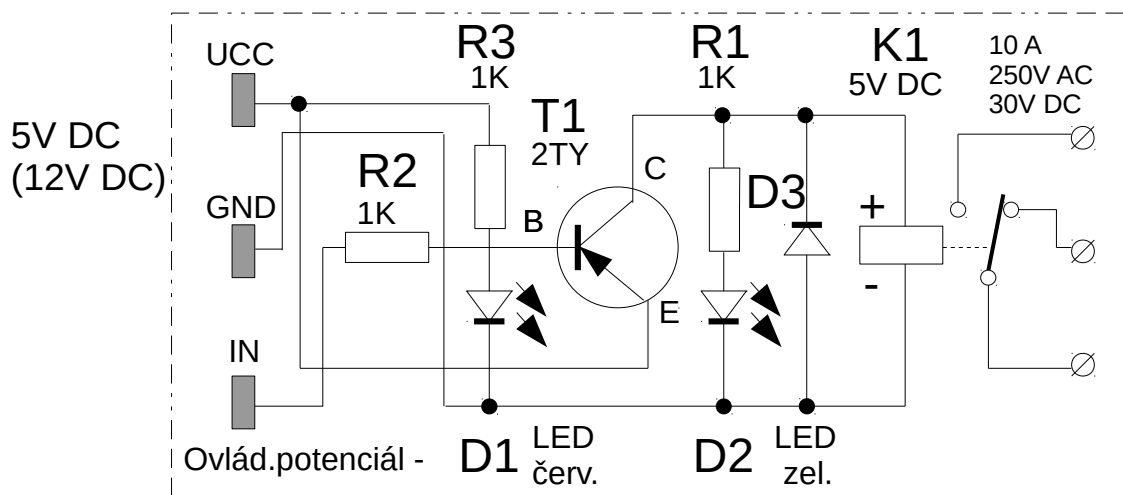 5V DC
(12V DC)
UCC
GND
IN
Ovlád.potenciál -
R3
1K
R2
1K
T1
2TY
B
C
E
D1
LED
červ.
R1
1K
D3
D2
LED
zel.
K1
5V DC
+
-
10 A
250V AC
30V DC